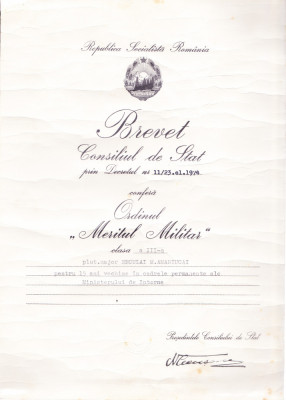 Republica Socialistă România
Brevet
Consiliul de Stat
prin Decretul nr 11/23.01.1974
conferă
Ordinul
„Meritul Militar"
clasa a III-a
plut.major NECULAI
pentru 15 ani vechime în cadrele permanente ale
Ministerului de Interne
Președintele Consiliului de Stat